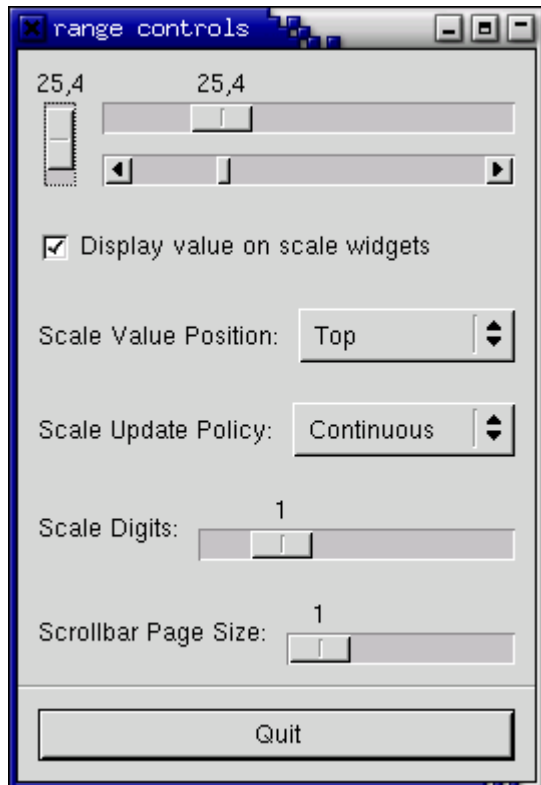 range controls
25,4 25,4
Display value on scale widgets
Scale Value Position: Top
Scale Update Policy: Continuous
1
Scale Digits:
1
Scrollbar Page Size:
Quit